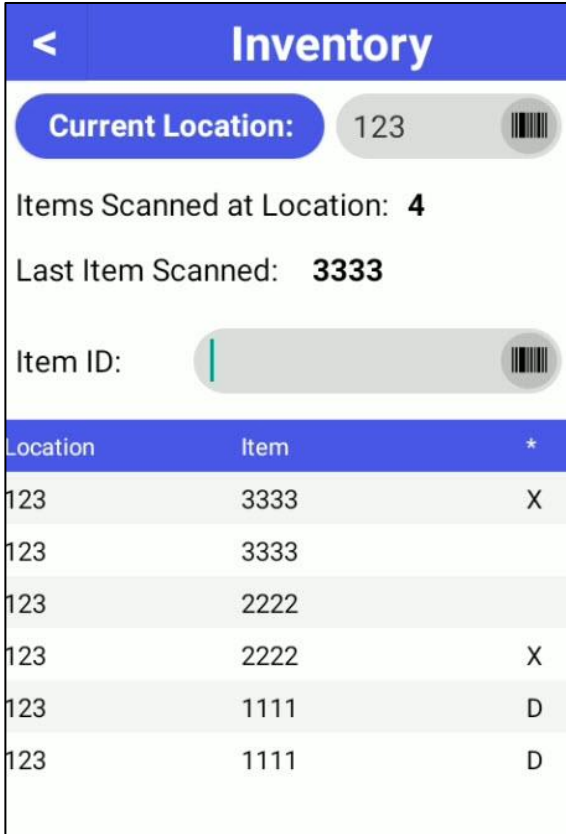 < Inventory
Current Location: 123
Items Scanned at Location: 4
Last Item Scanned: 3333
Item ID:
Location Item *
123 3333 X
123 3333
123 2222
123 2222 X
123 1111 D
123 1111 D